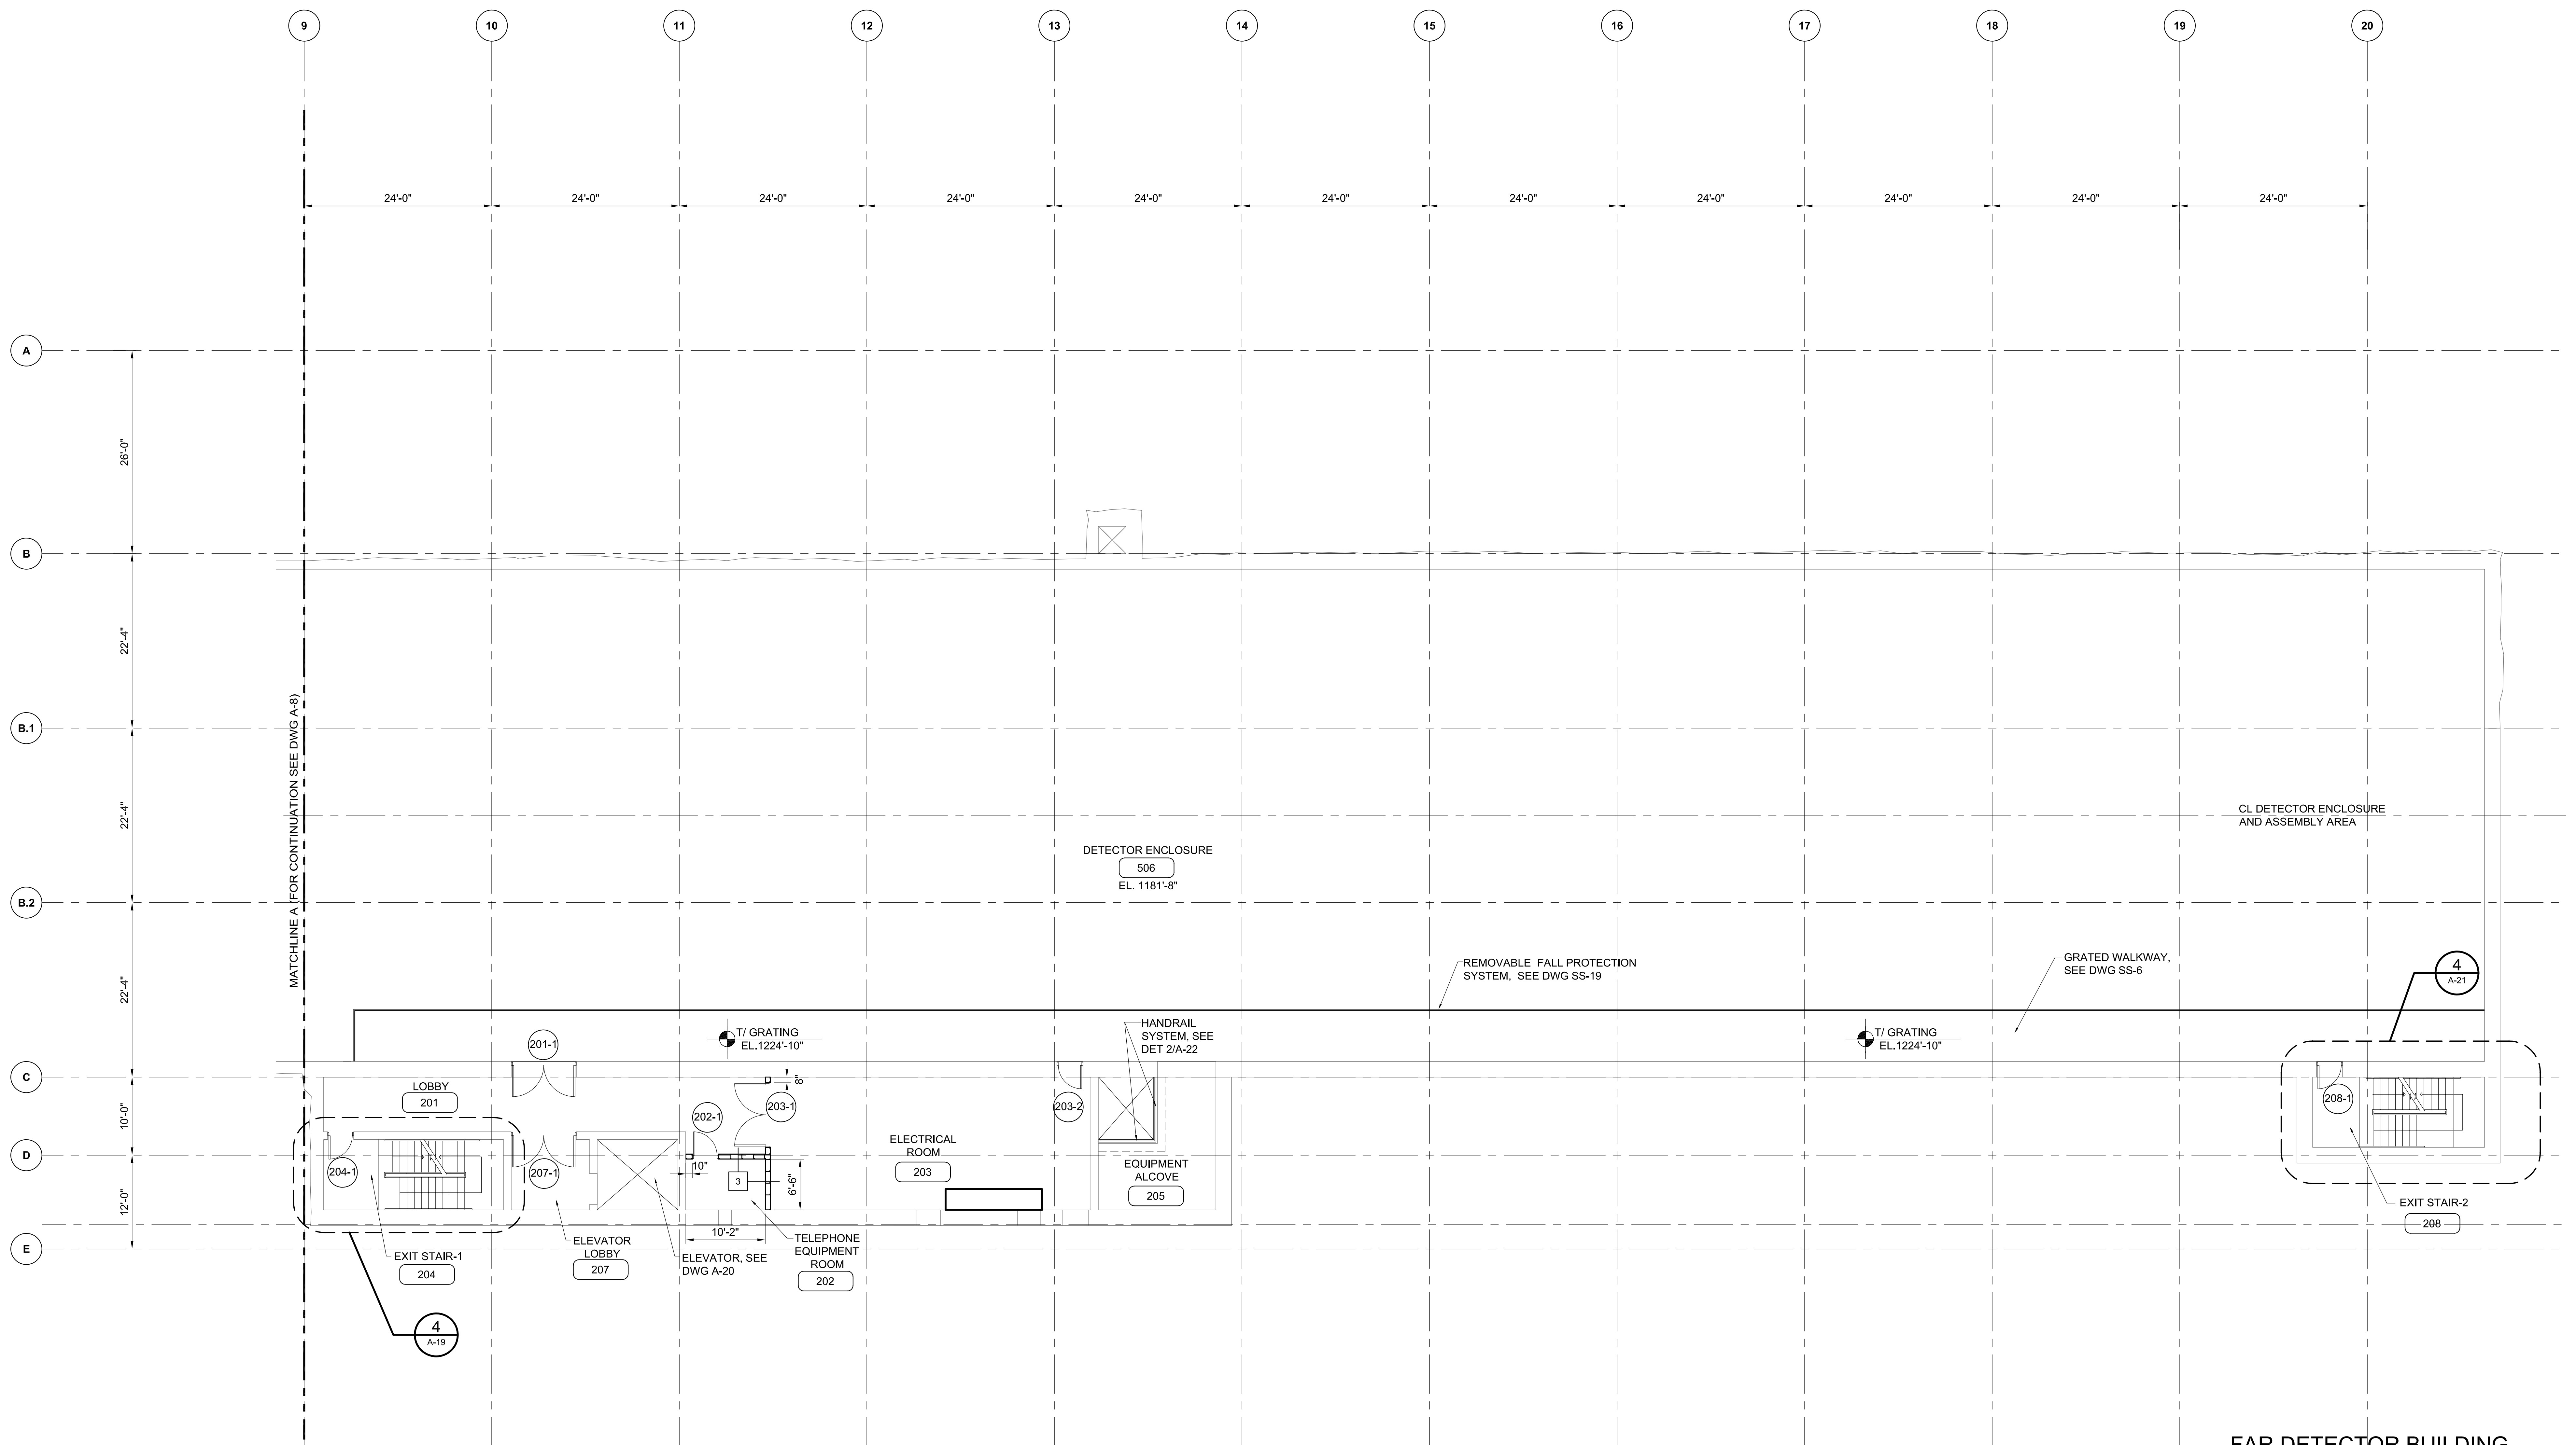 9 10 11 12 13 14 15 16 17 18 19 20
24'-0" 24'-0" 24'-0" 24'-0" 24'-0" 24'-0" 24'-0" 24'-0" 24'-0" 24'-0" 24'-0"
A
26'-0"
B
22'-4"
B.1
22'-4"
B.2
22'-4"
C
10'-0"
D
12'-0"
E
MATCHLINE A (FOR CONTINUATION SEE DWG A-8)
CL DETECTOR ENCLOSURE
AND ASSEMBLY AREA
DETECTOR ENCLOSURE
506
EL. 1181'-8"
REMOVABLE FALL PROTECTION
SYSTEM, SEE DWG SS-19
GRATED WALKWAY,
SEE DWG SS-6
4
A-21
T/ GRATING
EL.1224'-10"
HANDRAIL
SYSTEM, SEE
DET 2/A-22
T/ GRATING
EL.1224'-10"
201-1
LOBBY
201
8"
202-1
203-1
203-2
208-1
204-1
207-1
10"
3
6'-6"
10'-2"
ELECTRICAL
ROOM
203
EQUIPMENT
ALCOVE
205
EXIT STAIR-2
208
EXIT STAIR-1
204
ELEVATOR
LOBBY
207
ELEVATOR, SEE
DWG A-20
TELEPHONE
EQUIPMENT
ROOM
202
4
A-19
FAR DETECTOR BUILDING